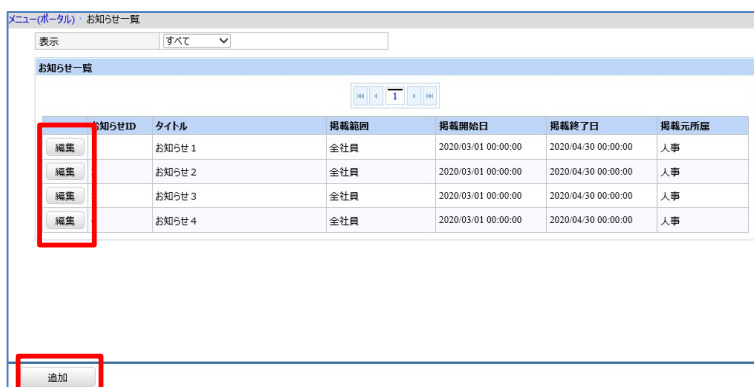 メニュー(ポータル) › お知らせ一覧
表示 すべて
お知らせ一覧
1
お知らせID タイトル 掲載範囲 掲載開始日 掲載終了日 掲載元所属
編集 お知らせ1 全社員 2020/03/01 00:00:00 2020/04/30 00:00:00 人事
編集 お知らせ2 全社員 2020/03/01 00:00:00 2020/04/30 00:00:00 人事
編集 お知らせ3 全社員 2020/03/01 00:00:00 2020/04/30 00:00:00 人事
編集 お知らせ4 全社員 2020/03/01 00:00:00 2020/04/30 00:00:00 人事
追加